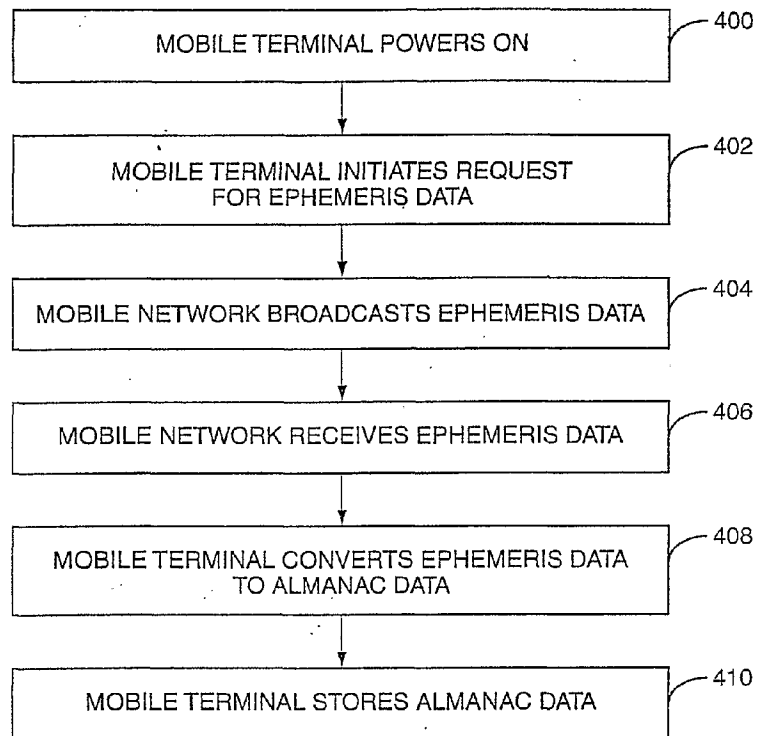 MOBILE TERMINAL POWERS ON
400
MOBILE TERMINAL INITIATES REQUEST
FOR EPHEMERIS DATA
402
MOBILE NETWORK BROADCASTS EPHEMERIS DATA
404
MOBILE NETWORK RECEIVES EPHEMERIS DATA
406
MOBILE TERMINAL CONVERTS EPHEMERIS DATA
TO ALMANAC DATA
408
MOBILE TERMINAL STORES ALMANAC DATA
410